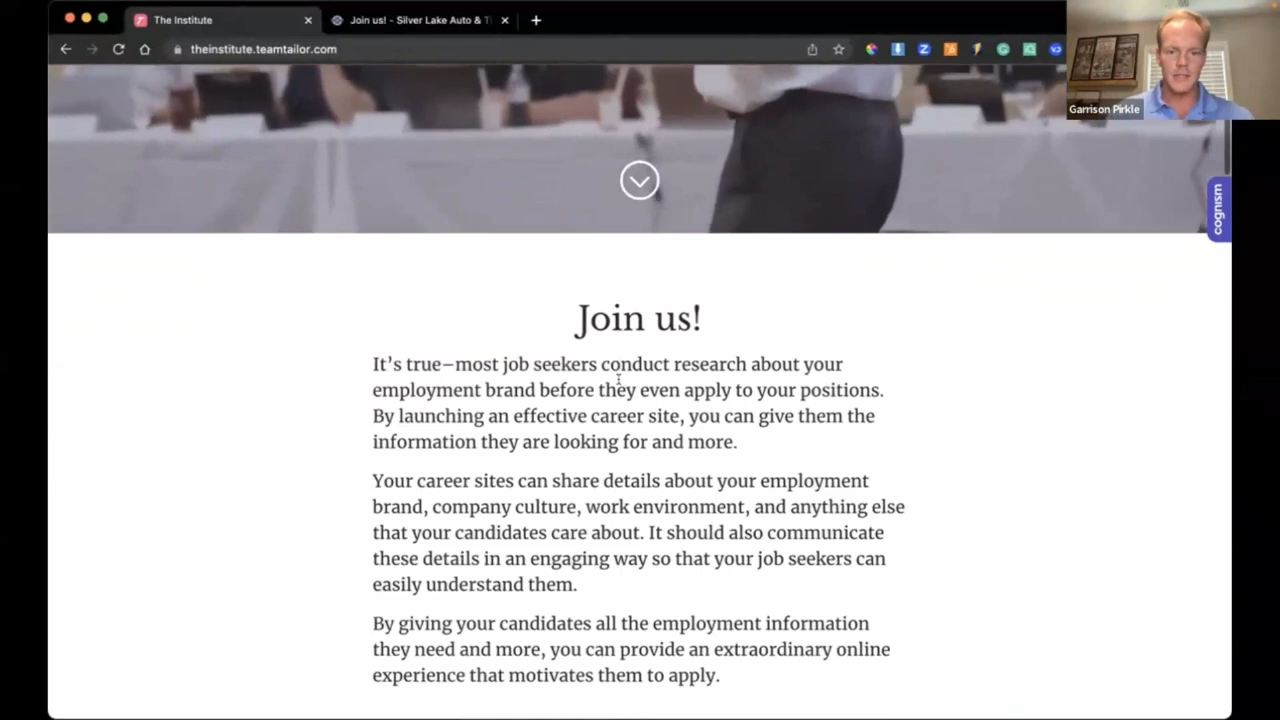 The Institute
Join us! - Silver Lake Auto & Ti
theinstitute.teamtailor.com
Garrison Pirkle
cognism
Join us!
It's true–most job seekers conduct research about your
employment brand before they even apply to your positions.
By launching an effective career site, you can give them the
information they are looking for and more.
Your career sites can share details about your employment
brand, company culture, work environment, and anything else
that your candidates care about. It should also communicate
these details in an engaging way so that your job seekers can
easily understand them.
By giving your candidates all the employment information
they need and more, you can provide an extraordinary online
experience that motivates them to apply.